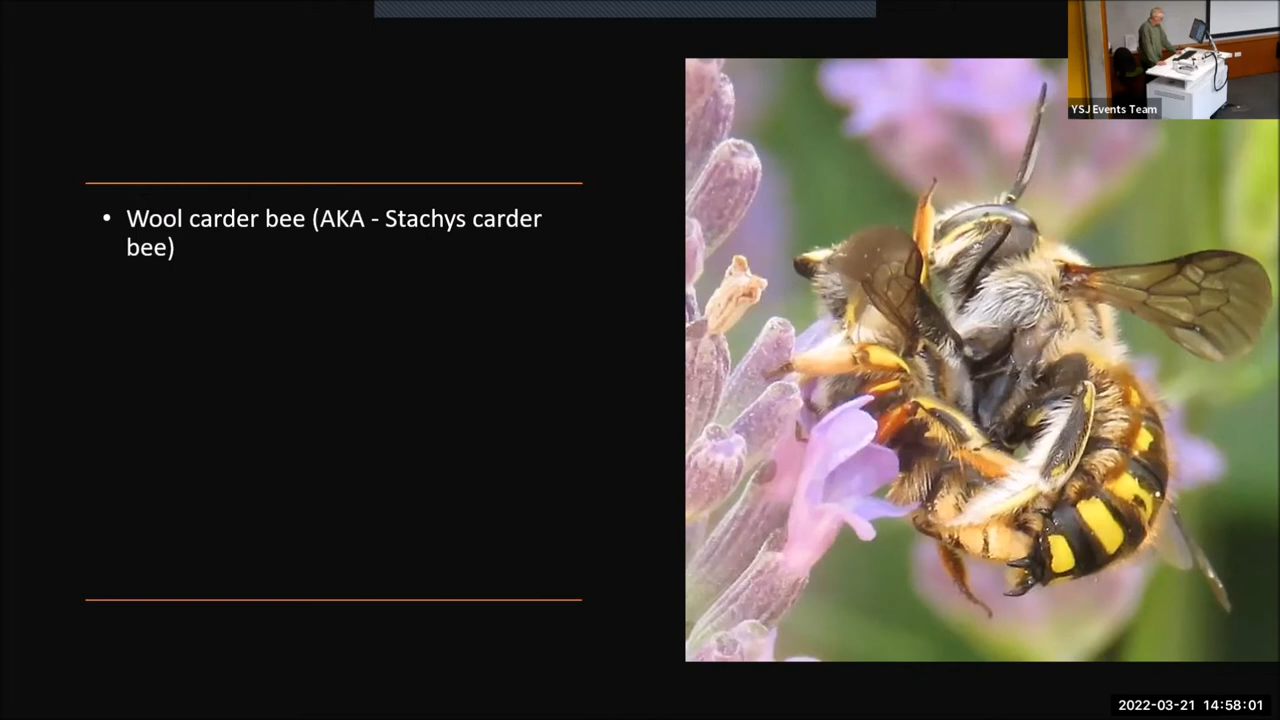 YSJ Events Team
• Wool carder bee (AKA - Stachys carder
bee)
2022-03-21 14:58:01